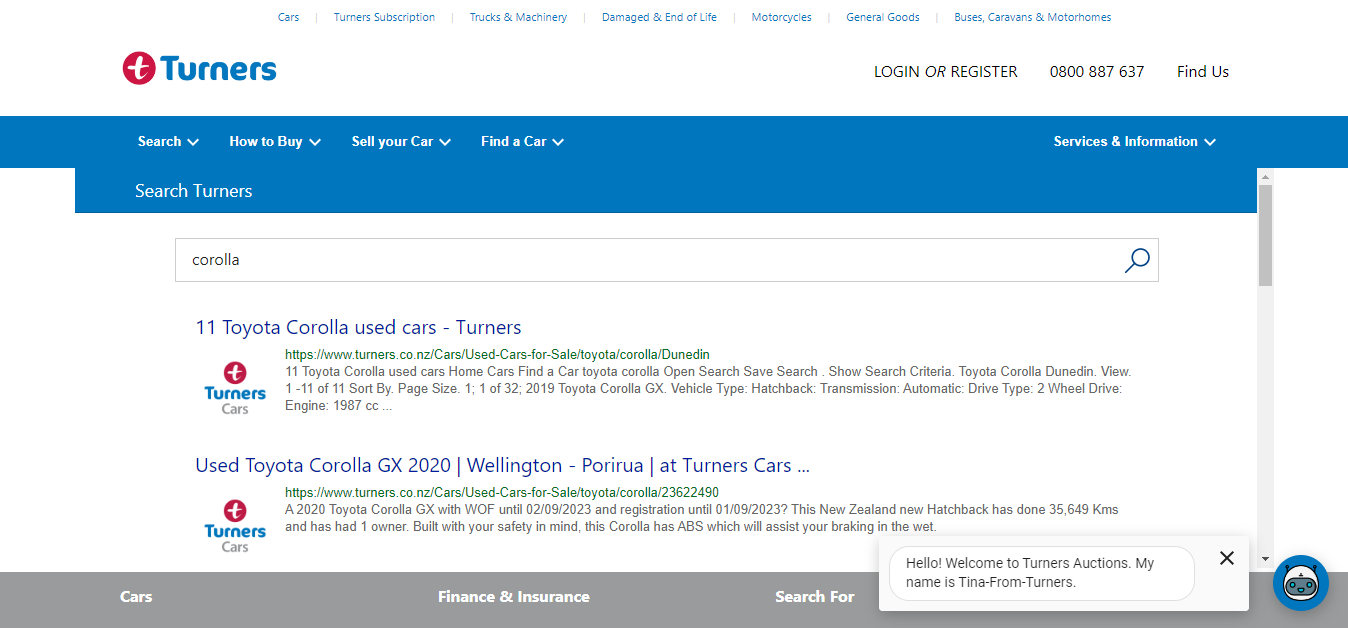 Cars | Turners Subscription | Trucks & Machinery | Damaged & End of Life | Motorcycles | General Goods | Buses, Caravans & Motorhomes
t Turners
LOGIN OR REGISTER 0800 887 637 Find Us
Search How to Buy Sell your Car Find a Car Services & Information
Search Turners
corolla
11 Toyota Corolla used cars - Turners
https://www.turners.co.nz/Cars/Used-Cars-for-Sale/toyota/corolla/Dunedin
11 Toyota Corolla used cars Home Cars Find a Car toyota corolla Open Search Save Search . Show Search Criteria. Toyota Corolla Dunedin. View.
1 -11 of 11 Sort By. Page Size. 1; 1 of 32; 2019 Toyota Corolla GX. Vehicle Type: Hatchback: Transmission: Automatic: Drive Type: 2 Wheel Drive:
Engine: 1987 cc ...
t
Turners
Cars
Used Toyota Corolla GX 2020 | Wellington - Porirua | at Turners Cars ...
https://www.turners.co.nz/Cars/Used-Cars-for-Sale/toyota/corolla/23622490
A 2020 Toyota Corolla GX with WOF until 02/09/2023 and registration until 01/09/2023? This New Zealand new Hatchback has done 35,649 Kms
and has had 1 owner. Built with your safety in mind, this Corolla has ABS which will assist your braking in the wet.
t
Turners
Cars
Hello! Welcome to Turners Auctions. My
name is Tina-From-Turners.
Cars Finance & Insurance Search For